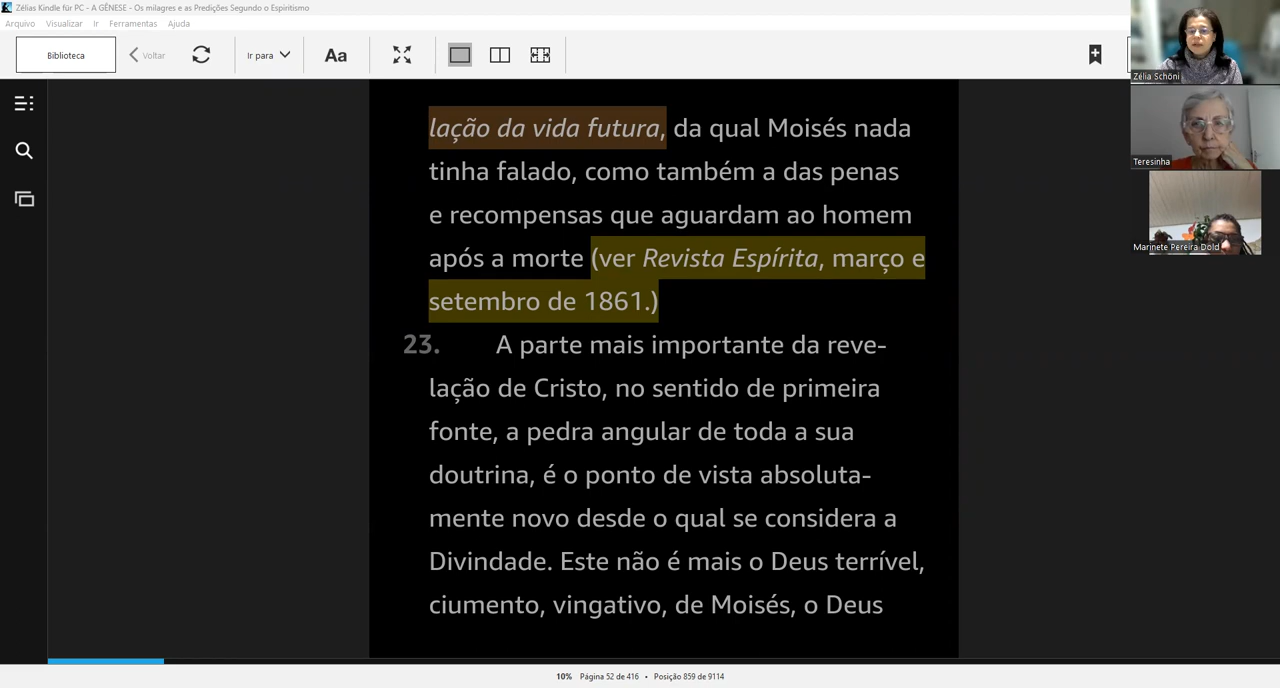 Zélias Kindle für PC - A GÊNESE - Os milagres e as Predições Segundo o Espiritismo
Arquivo Visualizar Ir Ferramentas Ajuda
Biblioteca
Voltar
Ir para
Aa
Zélia Schöni
Teresinha
Marinete Pereira Dold
lação da vida futura, da qual Moisés nada
tinha falado, como também a das penas
e recompensas que aguardam ao homem
após a morte (ver Revista Espírita, março e
setembro de 1861.)
23. A parte mais importante da reve-
lação de Cristo, no sentido de primeira
fonte, a pedra angular de toda a sua
doutrina, é o ponto de vista absoluta-
mente novo desde o qual se considera a
Divindade. Este não é mais o Deus terrível,
ciumento, vingativo, de Moisés, o Deus
10% Página 52 de 416 • Posição 859 de 9114